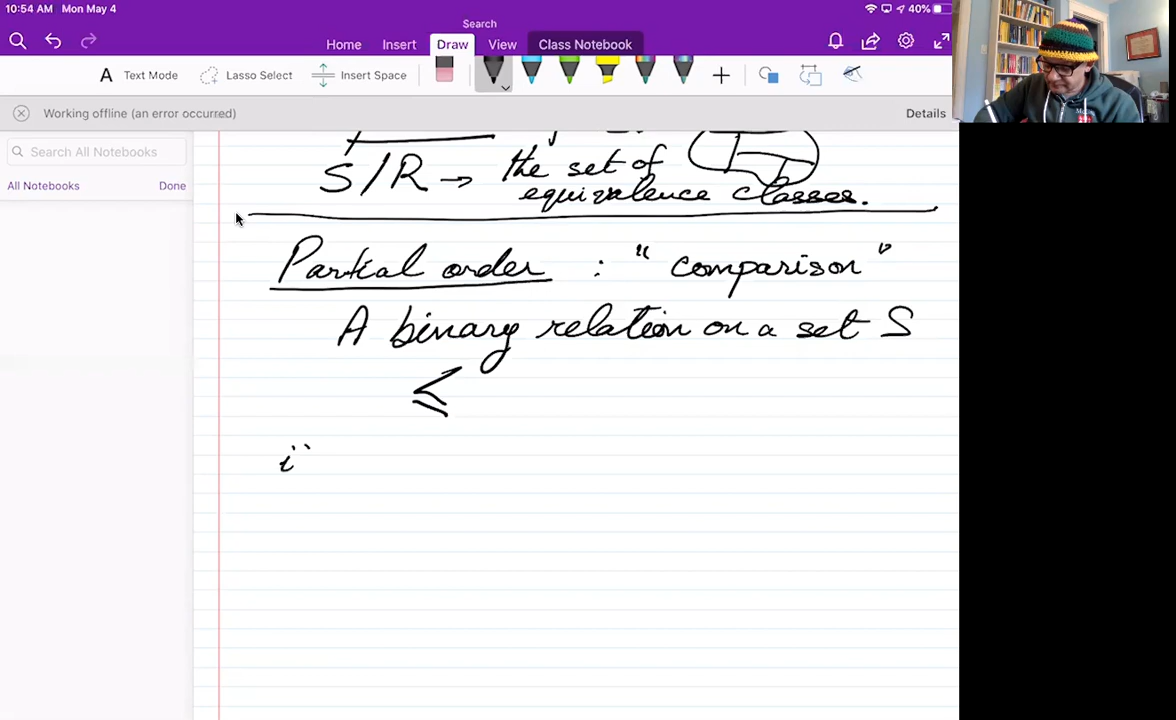 10:54 AM Mon May 4
40%
Search
Home Insert Draw View Class Notebook
Text Mode Lasso Select Insert Space
Working offline (an error occurred) Details
Search All Notebooks
All Notebooks Done
S/R → the set of
equivalence classes.
Partial order : "comparison"
A binary relation on a set S
≤